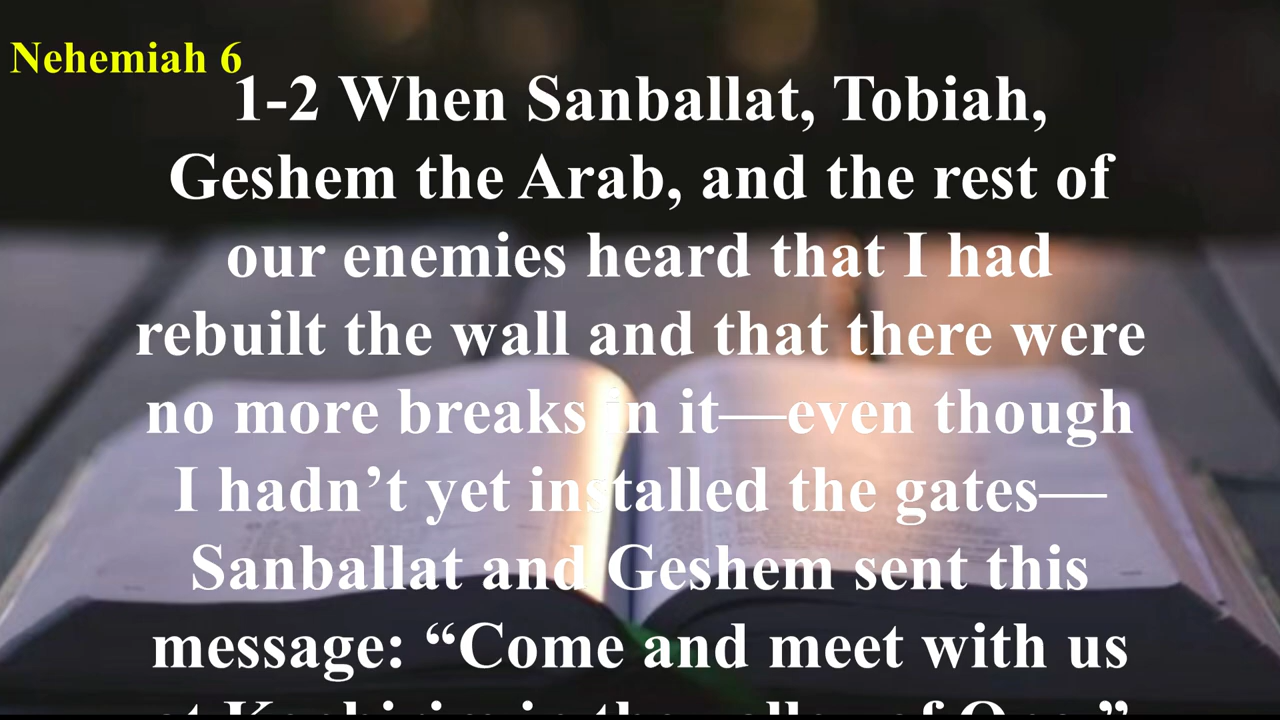 Nehemiah 6
1-2 When Sanballat, Tobiah,
Geshem the Arab, and the rest of
our enemies heard that I had
rebuilt the wall and that there were
no more breaks in it—even though
I hadn’t yet installed the gates—
Sanballat and Geshem sent this
message: “Come and meet with us